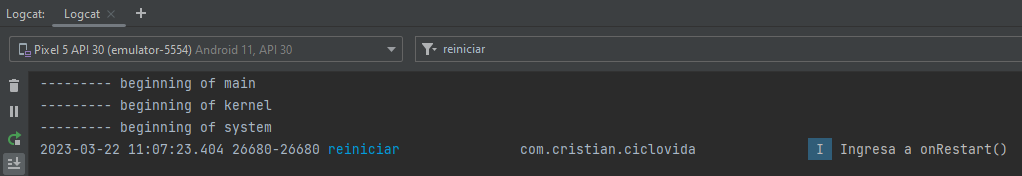 Logcat: Logcat × +
Pixel 5 API 30 (emulator-5554) Android 11, API 30 reiniciar
--------- beginning of main
--------- beginning of kernel
--------- beginning of system
2023-03-22 11:07:23.404 26680-26680 reiniciar com.cristian.ciclovida I Ingresa a onRestart()